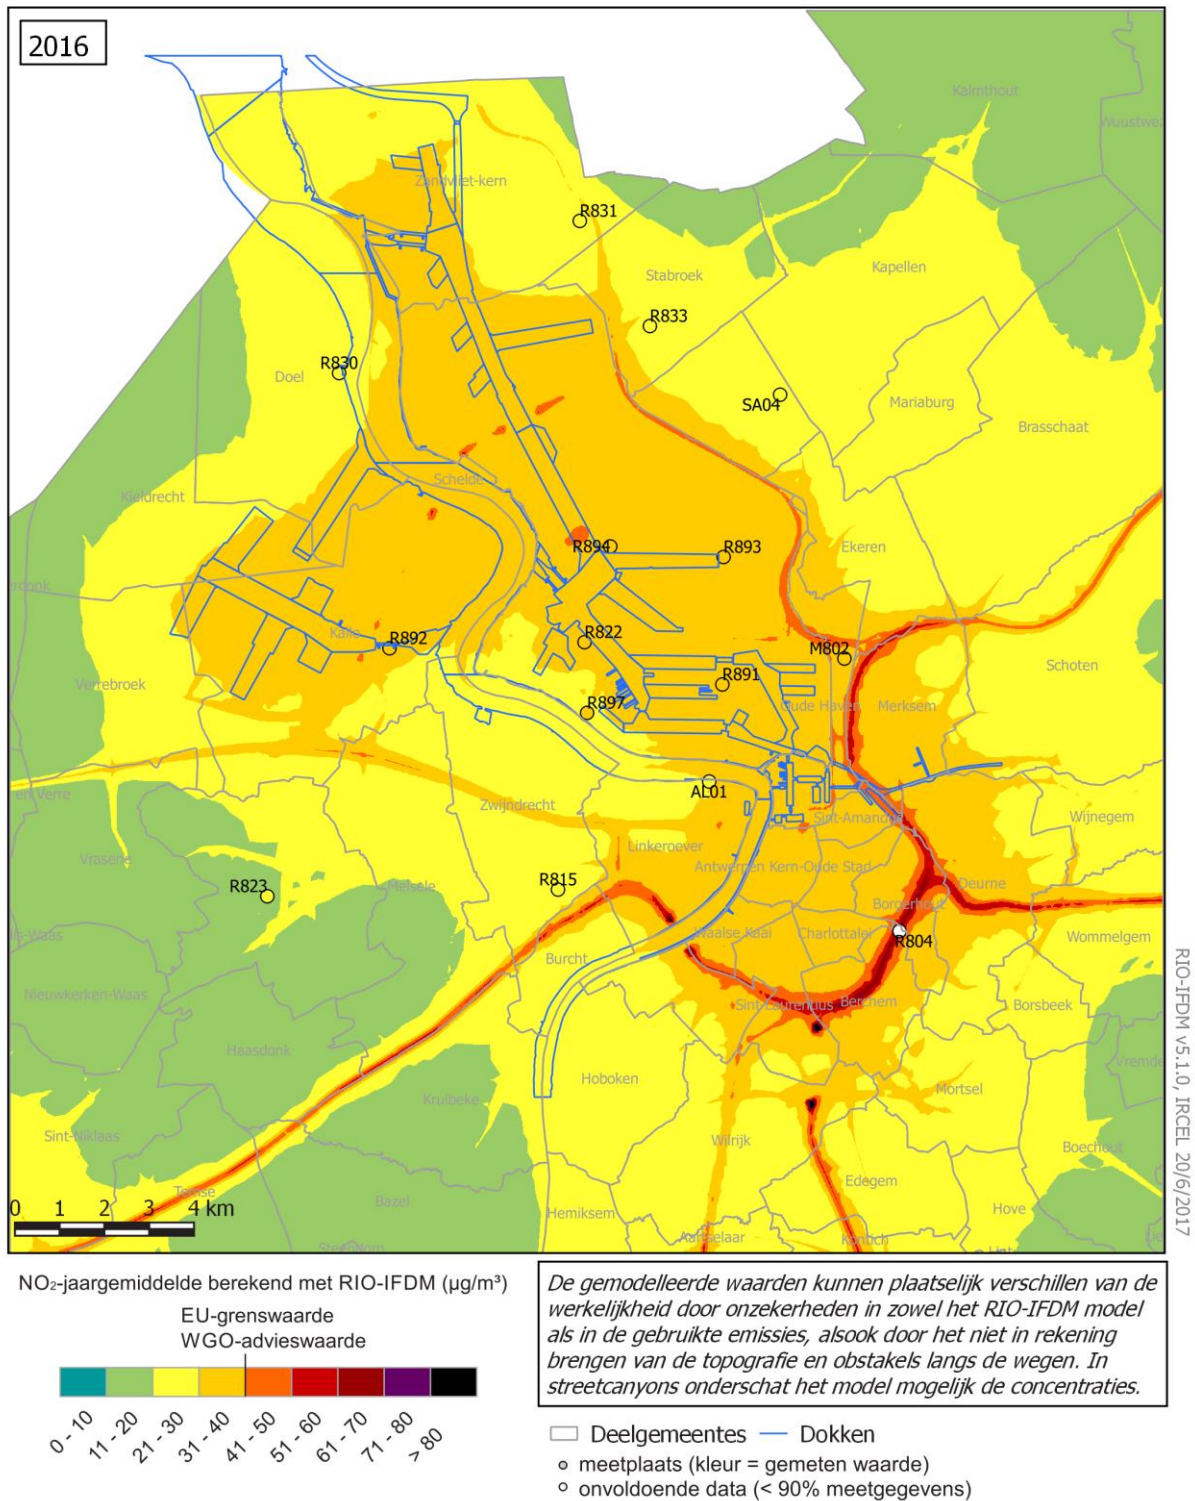 2016
Kalmthout
Wuustwez
Zandvliet-kern
R831
Stabroek
Kapellen
R833
R830
Doel
SA04
Mariaburg
Brasschaat
Schelde
Kieldrecht
R894
R893
Ekeren
Kallo
R892
R822
M802
Schoten
Verrebroek
R891
R897
Oude Haven
Merksem
AL01
Zwijndrecht
Sint-Amandus
Wijnegem
Linkeroever
Vrasene
Antwerpen Kern-Oude Stad
R823
Melsele
R815
Deurne
Borgerhout
Waalse Kaai
Charlottalei
R804
Wommelgem
Burcht
Nieuwkerken-Waas
Sint-Laurentius
Berchem
Borsbeek
Haasdonk
Vremde
Hoboken
Kruibeke
Mortsel
Sint-Niklaas
Wilrijk
Boechout
Temse
Bazel
Edegem
Hemiksem
Hove
Aartselaar
Kontich
0 1 2 3 4 km
RIO-IFDM v5.1.0, IRCEL 20/6/2017
NO₂-jaargemiddelde berekend met RIO-IFDM (µg/m³)
EU-grenswaarde
WGO-advieswaarde
0 - 10
11 - 20
21 - 30
31 - 40
41 - 50
51 - 60
61 - 70
71 - 80
> 80
De gemodelleerde waarden kunnen plaatselijk verschillen van de
werkelijkheid door onzekerheden in zowel het RIO-IFDM model
als in de gebruikte emissies, alsook door het niet in rekening
brengen van de topografie en obstakels langs de wegen. In
streetcanyons onderschat het model mogelijk de concentraties.
Deelgemeentes
Dokken
meetplaats (kleur = gemeten waarde)
onvoldoende data (< 90% meetgegevens)